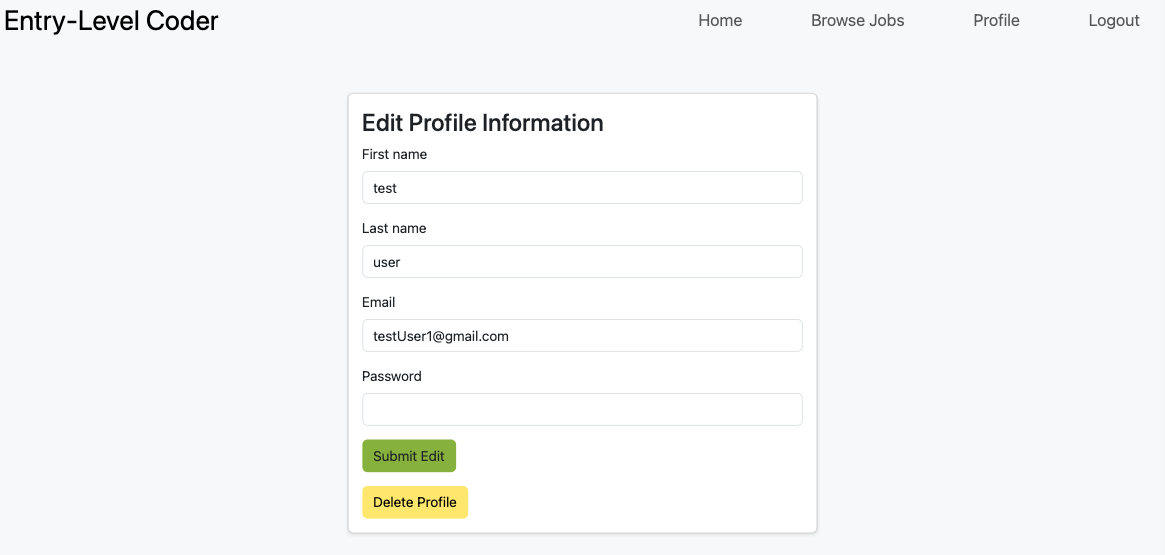 Entry-Level Coder Home Browse Jobs Profile Logout
Edit Profile Information
First name
test
Last name
user
Email
testUser1@gmail.com
Password
Submit Edit
Delete Profile